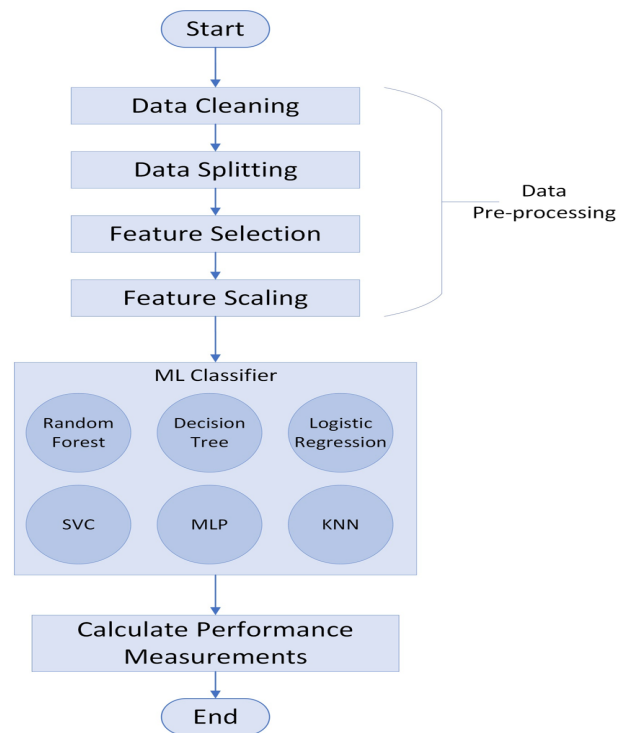 Start
Data Cleaning
Data Splitting
Feature Selection
Feature Scaling
Data
Pre-processing
ML Classifier
Random
Forest
Decision
Tree
Logistic
Regression
SVC
MLP
KNN
Calculate Performance
Measurements
End